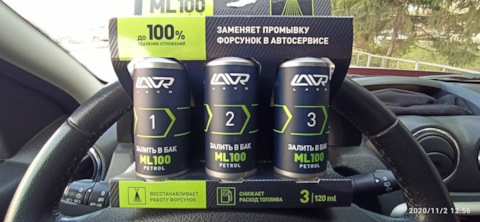 ML100
ДО 100%
УДАЛЕНИЕ ОТЛОЖЕНИЙ
ЗАМЕНЯЕТ ПРОМЫВКУ
ФОРСУНОК В АВТОСЕРВИСЕ
LAVR
LAVR
LAVR
1
2
3
ЗАЛИТЬ В БАК
ЗАЛИТЬ В БАК
ЗАЛИТЬ В БАК
ML100
ML100
ML100
PETROL
PETROL
PETROL
ВОССТАНАВЛИВАЕТ
РАБОТУ ФОРСУНОК
СНИЖАЕТ
РАСХОД ТОПЛИВА
3 | 120 ml
2020/11/2 12:56